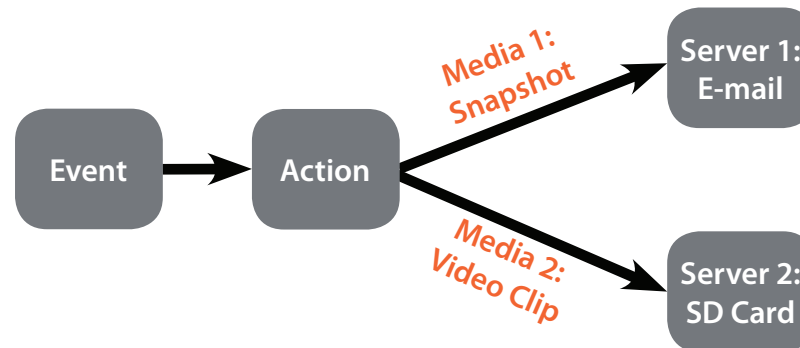 Event
Action
Media 1:
Snapshot
Server 1:
E-mail
Media 2:
Video Clip
Server 2:
SD Card